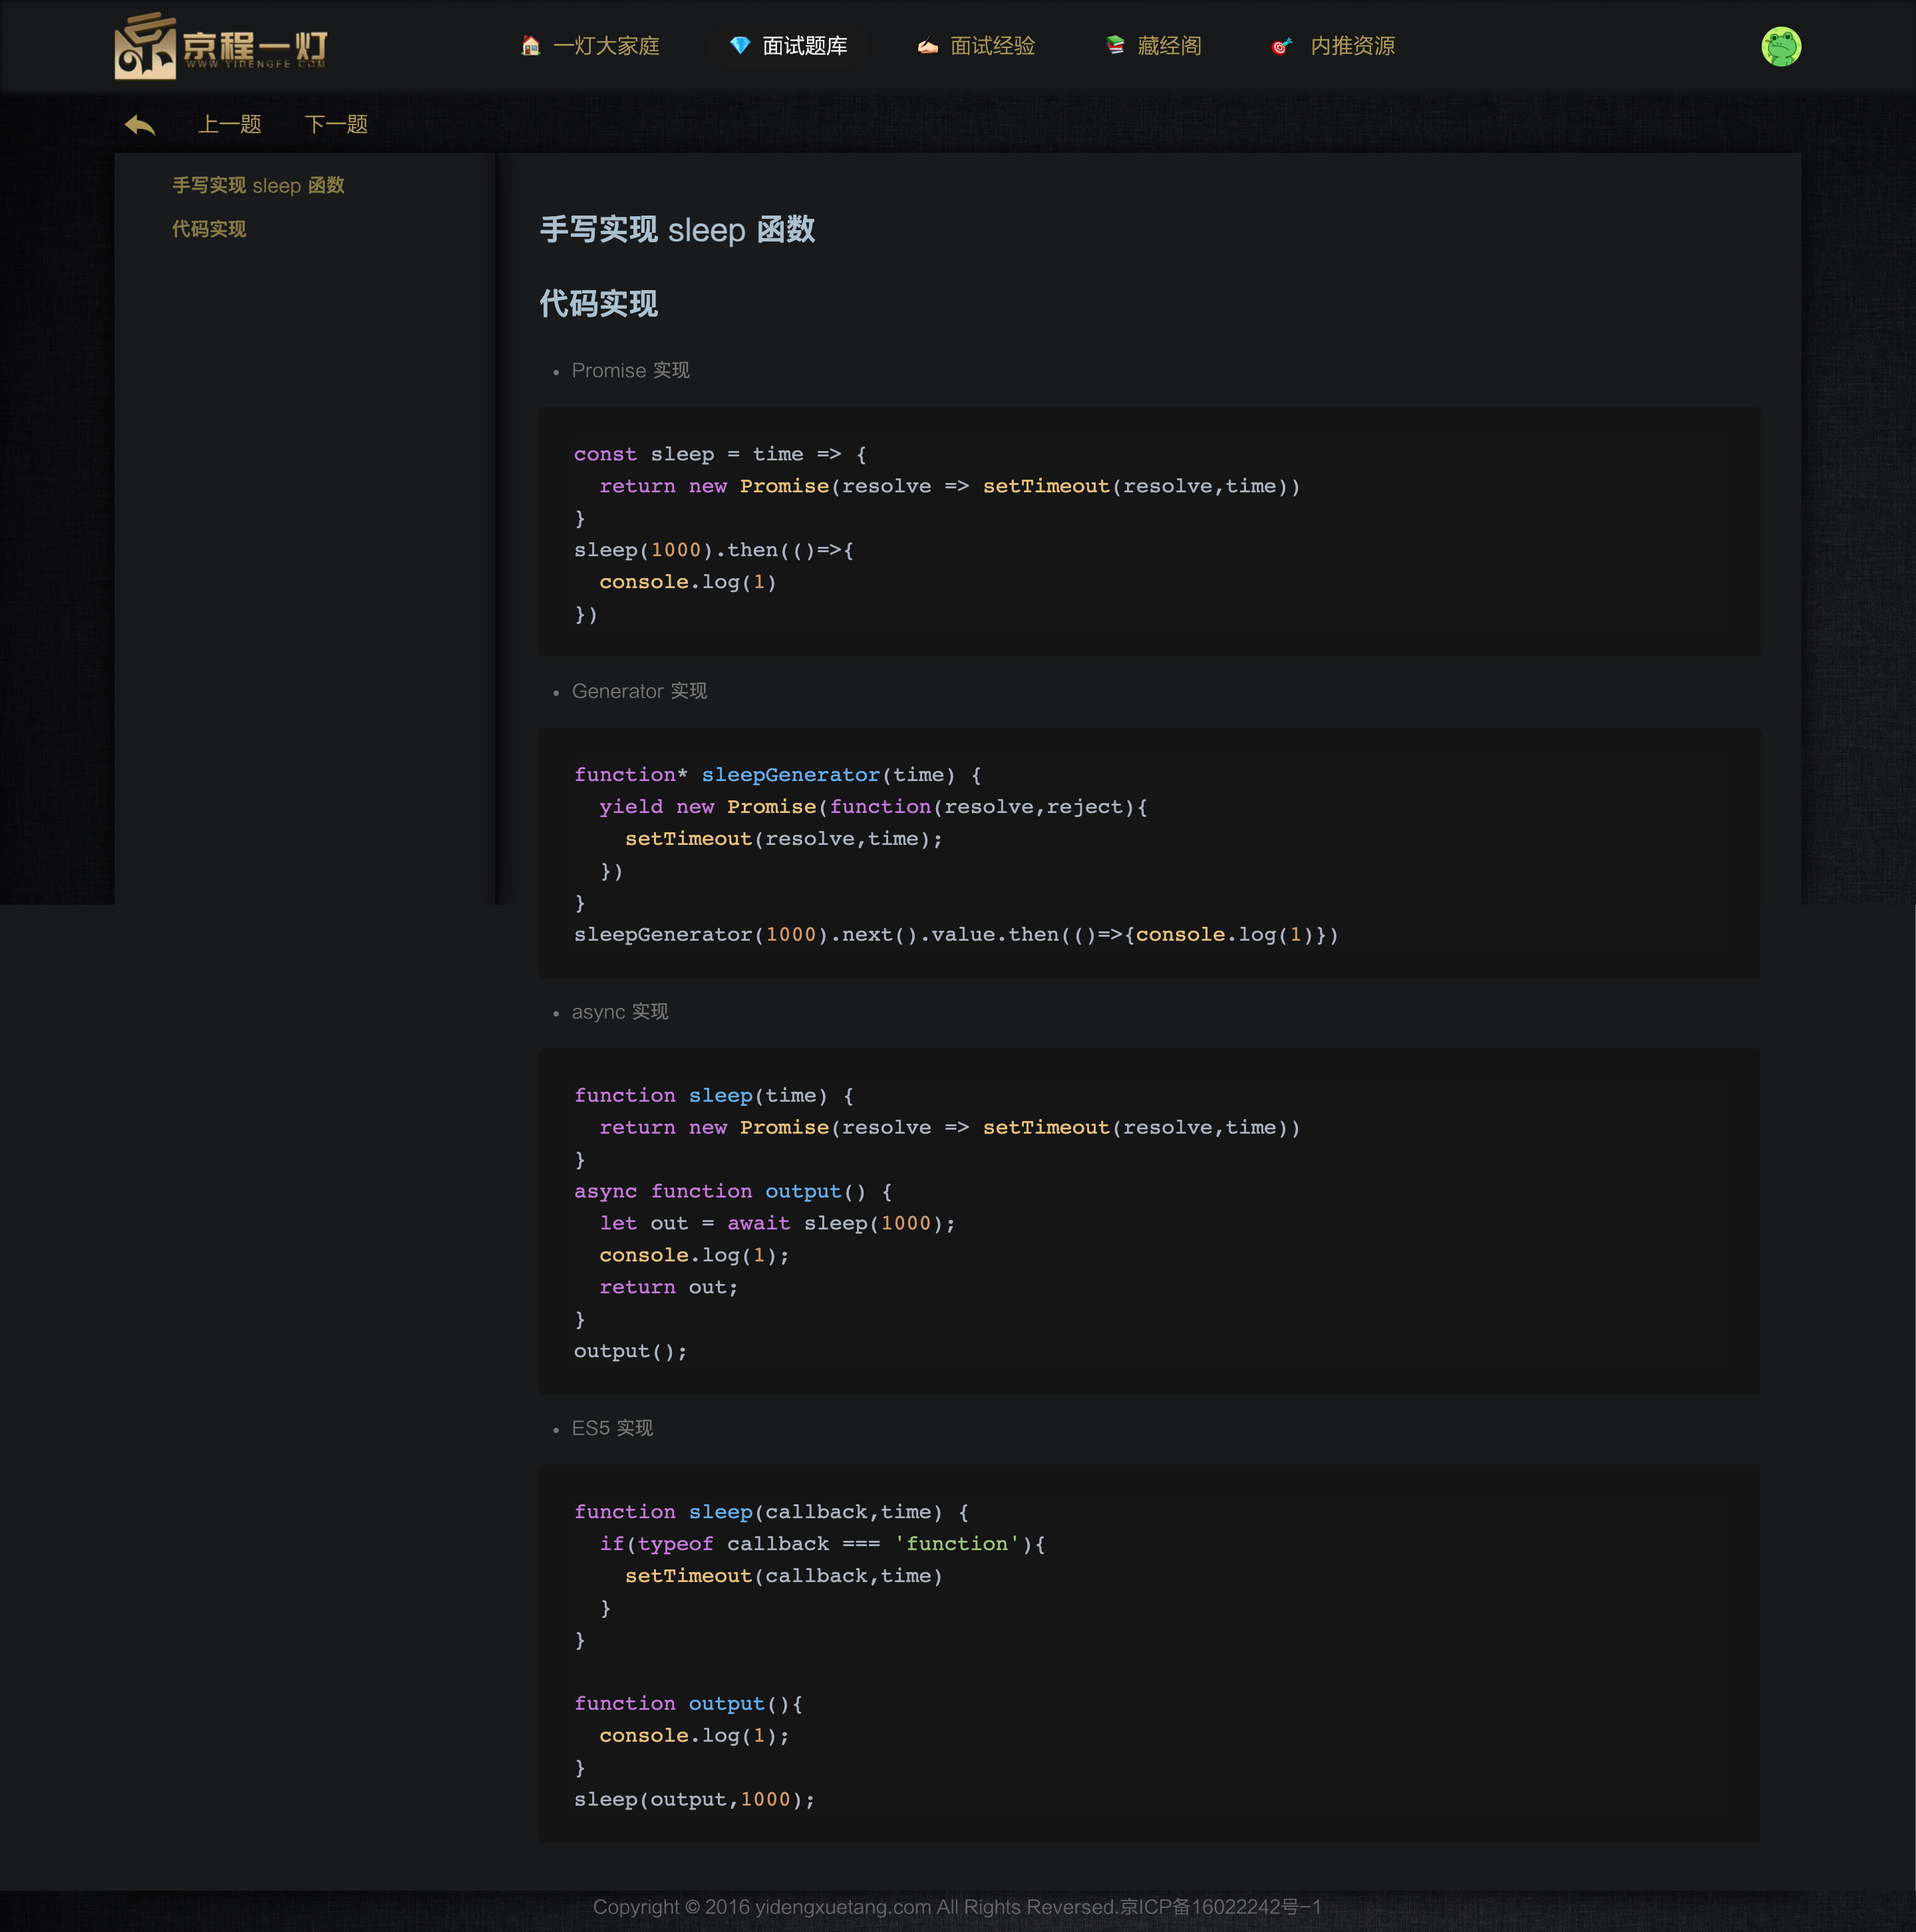 京程一灯
WWW.YIDENGFE.COM
一灯大家庭
面试题库
面试经验
藏经阁
内推资源
上一题
下一题
手写实现 sleep 函数
代码实现
手写实现 sleep 函数
代码实现
• Promise 实现
const sleep = time => {
  return new Promise(resolve => setTimeout(resolve,time))
}
sleep(1000).then(()=>{
  console.log(1)
})
• Generator 实现
function* sleepGenerator(time) {
  yield new Promise(function(resolve,reject){
    setTimeout(resolve,time);
  })
}
sleepGenerator(1000).next().value.then(()=>{console.log(1)})
• async 实现
function sleep(time) {
  return new Promise(resolve => setTimeout(resolve,time))
}
async function output() {
  let out = await sleep(1000);
  console.log(1);
  return out;
}
output();
• ES5 实现
function sleep(callback,time) {
  if(typeof callback === 'function'){
    setTimeout(callback,time)
  }
}
function output(){
  console.log(1);
}
sleep(output,1000);
Copyright © 2016 yidengxuetang.com All Rights Reversed.京ICP备16022242号-1